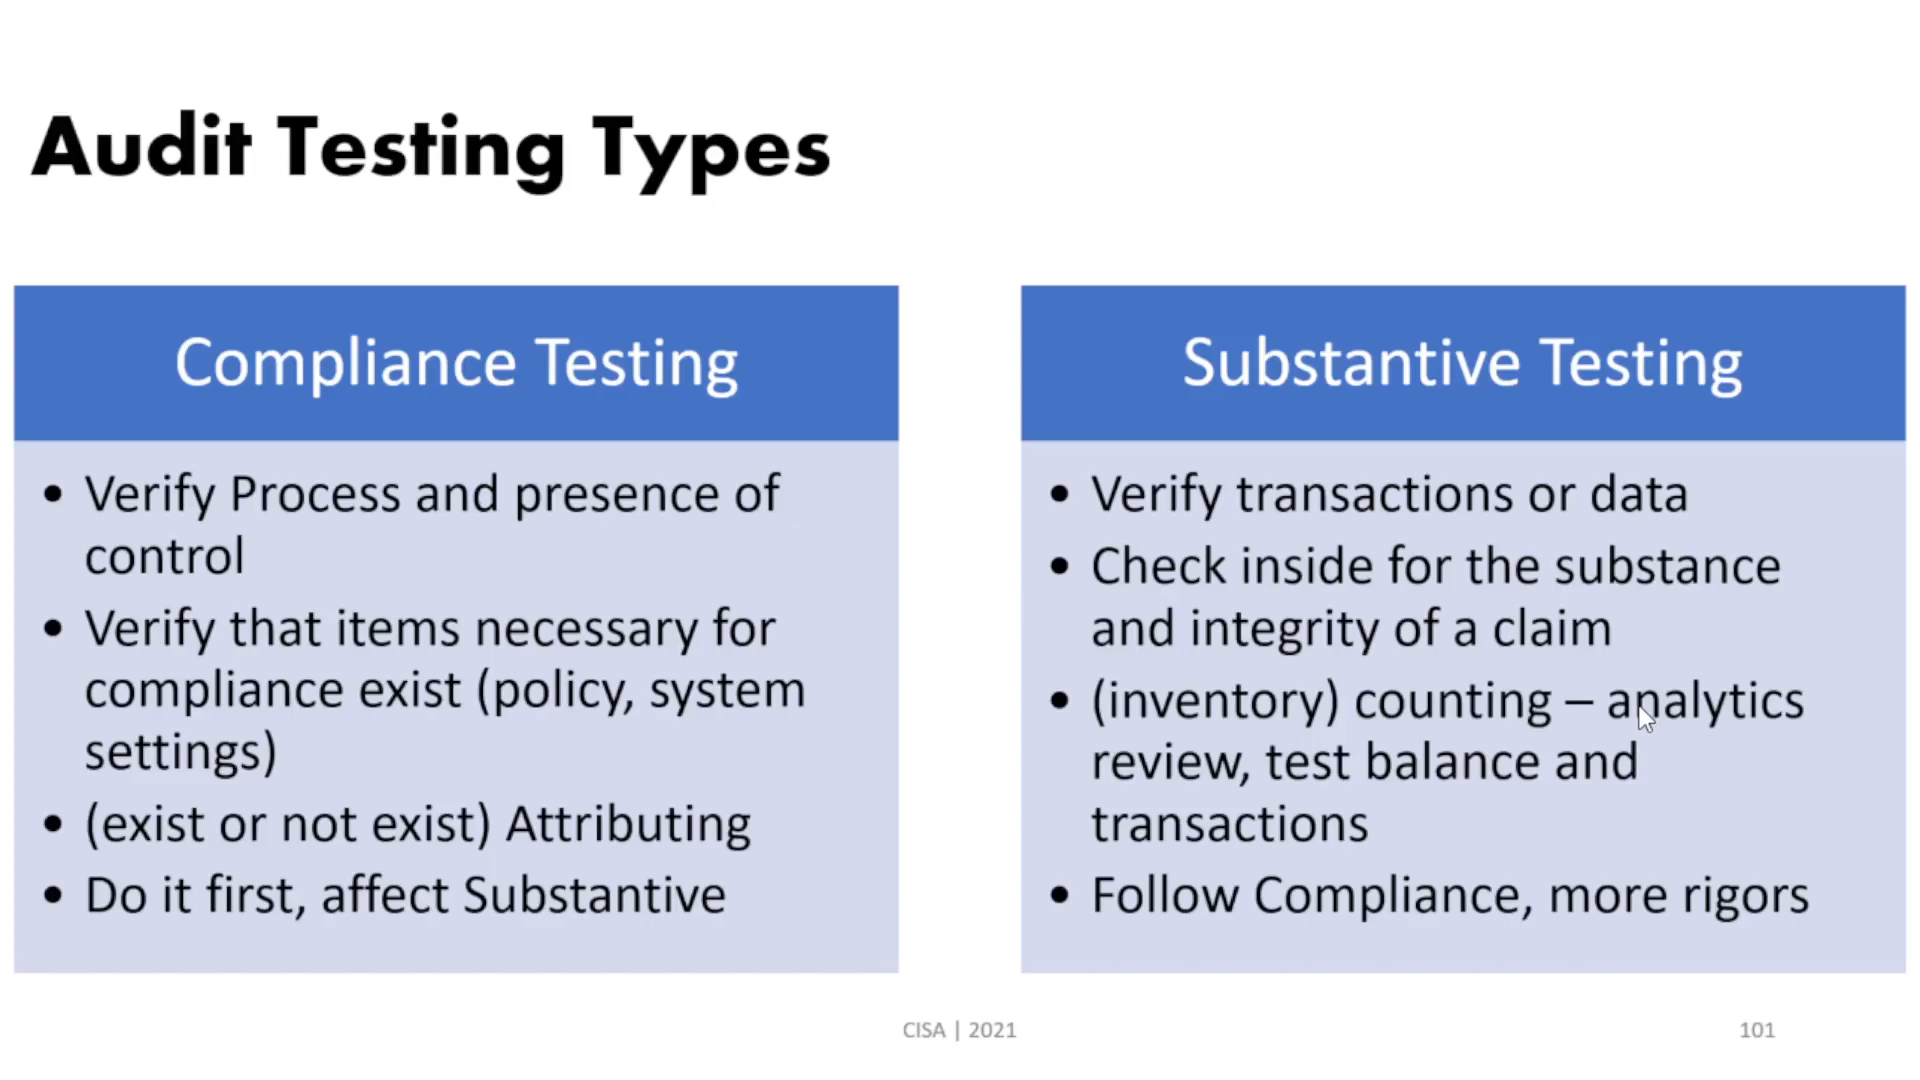 Audit Testing Types
Compliance Testing
• Verify Process and presence of
control
• Verify that items necessary for
compliance exist (policy, system
settings)
• (exist or not exist) Attributing
• Do it first, affect Substantive
Substantive Testing
• Verify transactions or data
• Check inside for the substance
and integrity of a claim
• (inventory) counting – analytics
review, test balance and
transactions
• Follow Compliance, more rigors
CISA | 2021
101